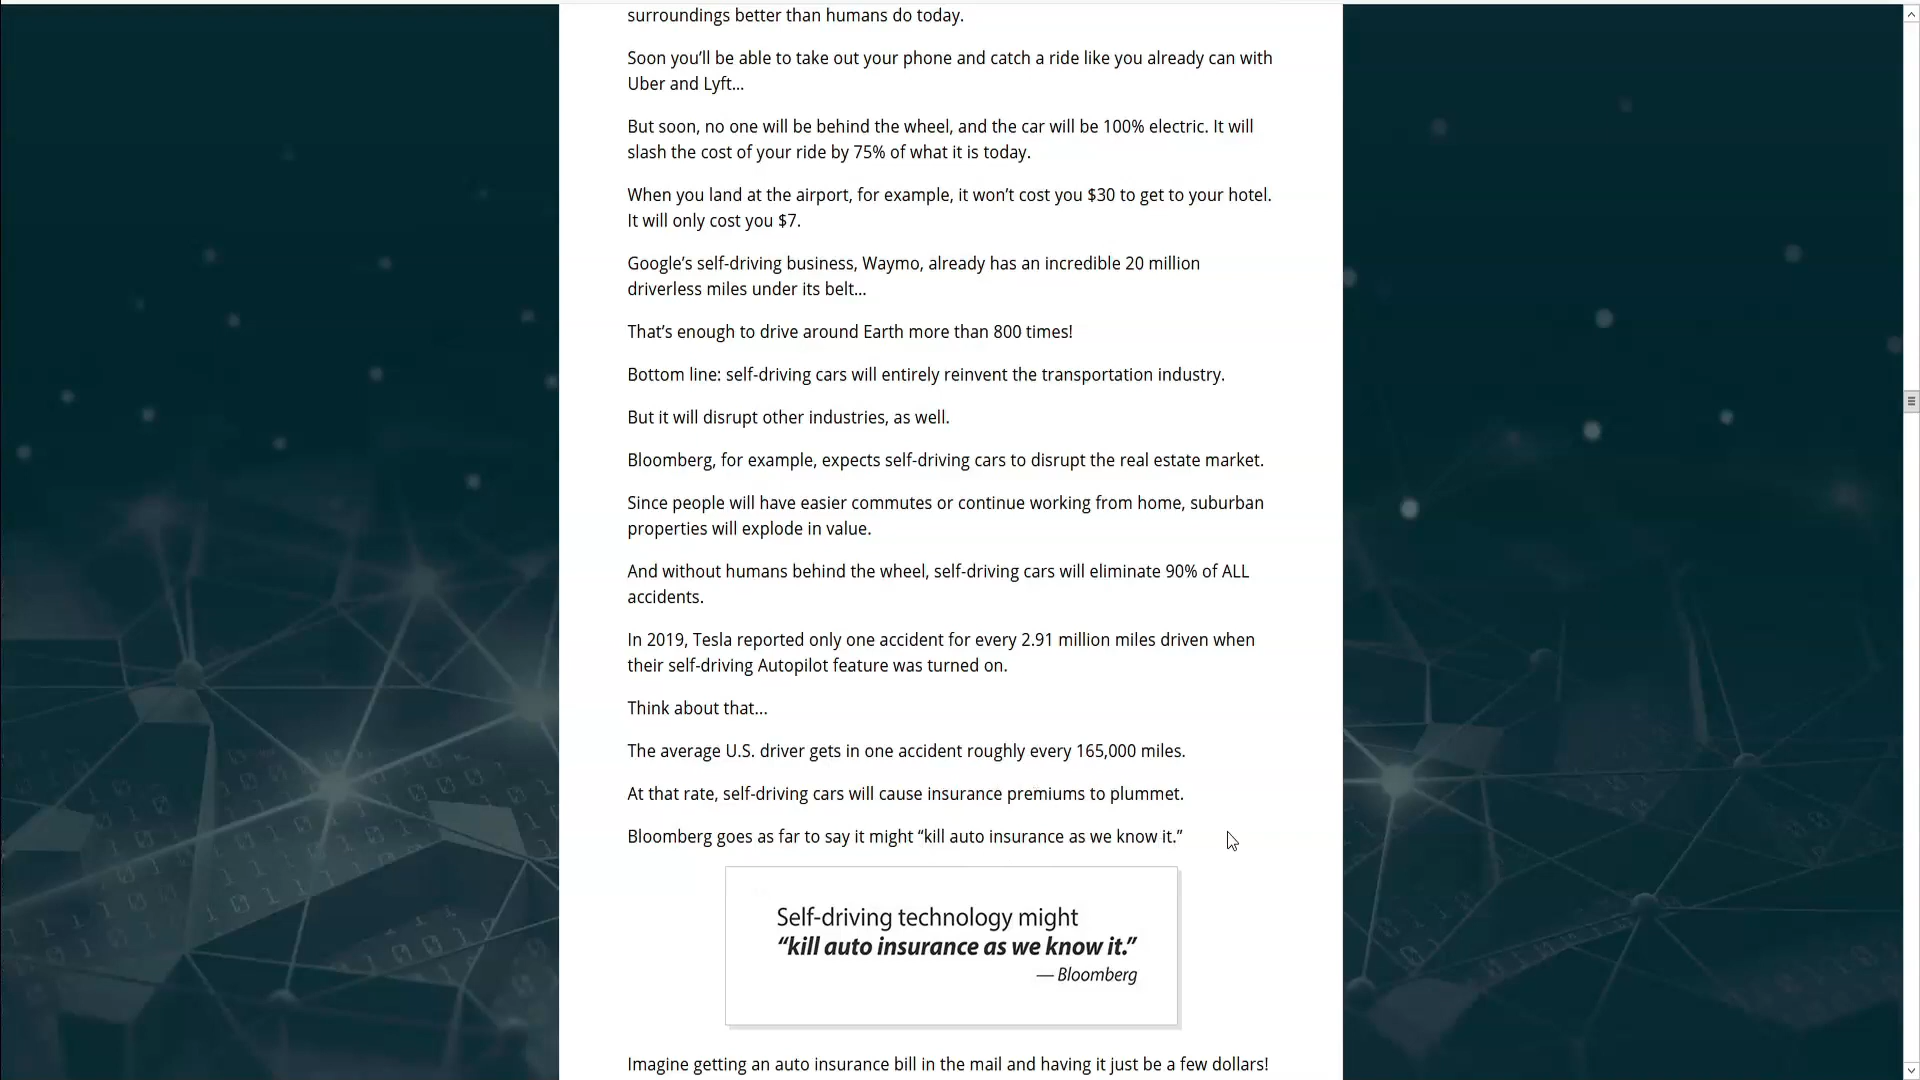 surroundings better than humans do today.
Soon you’ll be able to take out your phone and catch a ride like you already can with
Uber and Lyft...
But soon, no one will be behind the wheel, and the car will be 100% electric. It will
slash the cost of your ride by 75% of what it is today.
When you land at the airport, for example, it won’t cost you $30 to get to your hotel.
It will only cost you $7.
Google’s self-driving business, Waymo, already has an incredible 20 million
driverless miles under its belt...
That’s enough to drive around Earth more than 800 times!
Bottom line: self-driving cars will entirely reinvent the transportation industry.
But it will disrupt other industries, as well.
Bloomberg, for example, expects self-driving cars to disrupt the real estate market.
Since people will have easier commutes or continue working from home, suburban
properties will explode in value.
And without humans behind the wheel, self-driving cars will eliminate 90% of ALL
accidents.
In 2019, Tesla reported only one accident for every 2.91 million miles driven when
their self-driving Autopilot feature was turned on.
Think about that...
The average U.S. driver gets in one accident roughly every 165,000 miles.
At that rate, self-driving cars will cause insurance premiums to plummet.
Bloomberg goes as far to say it might “kill auto insurance as we know it.”
Self-driving technology might
“kill auto insurance as we know it.”
— Bloomberg
Imagine getting an auto insurance bill in the mail and having it just be a few dollars!